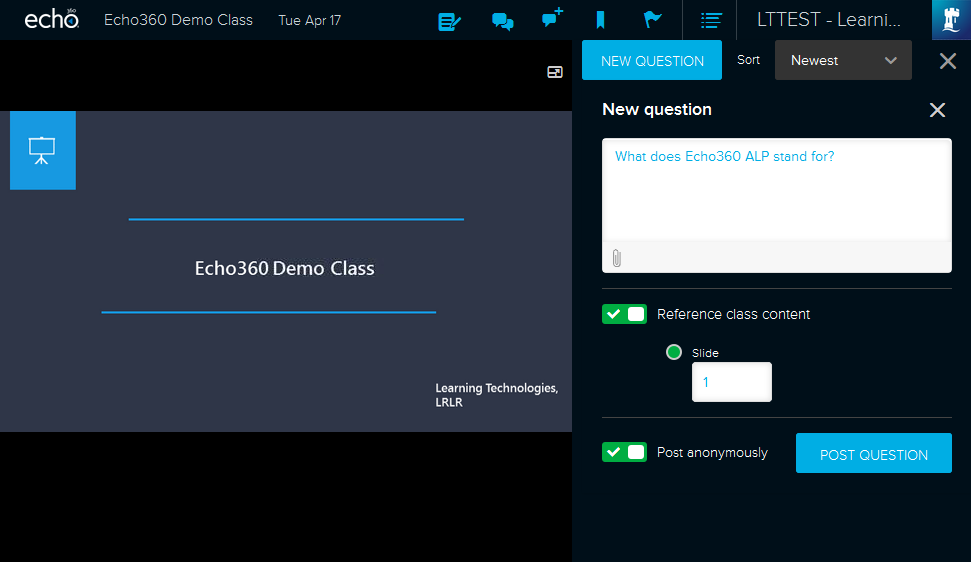 echo360 Echo360 Demo Class Tue Apr 17 LTTEST - Learni...
NEW QUESTION Sort Newest
New question
What does Echo360 ALP stand for?
Reference class content
Slide
1
Post anonymously POST QUESTION
Echo360 Demo Class
Learning Technologies,
LRLR